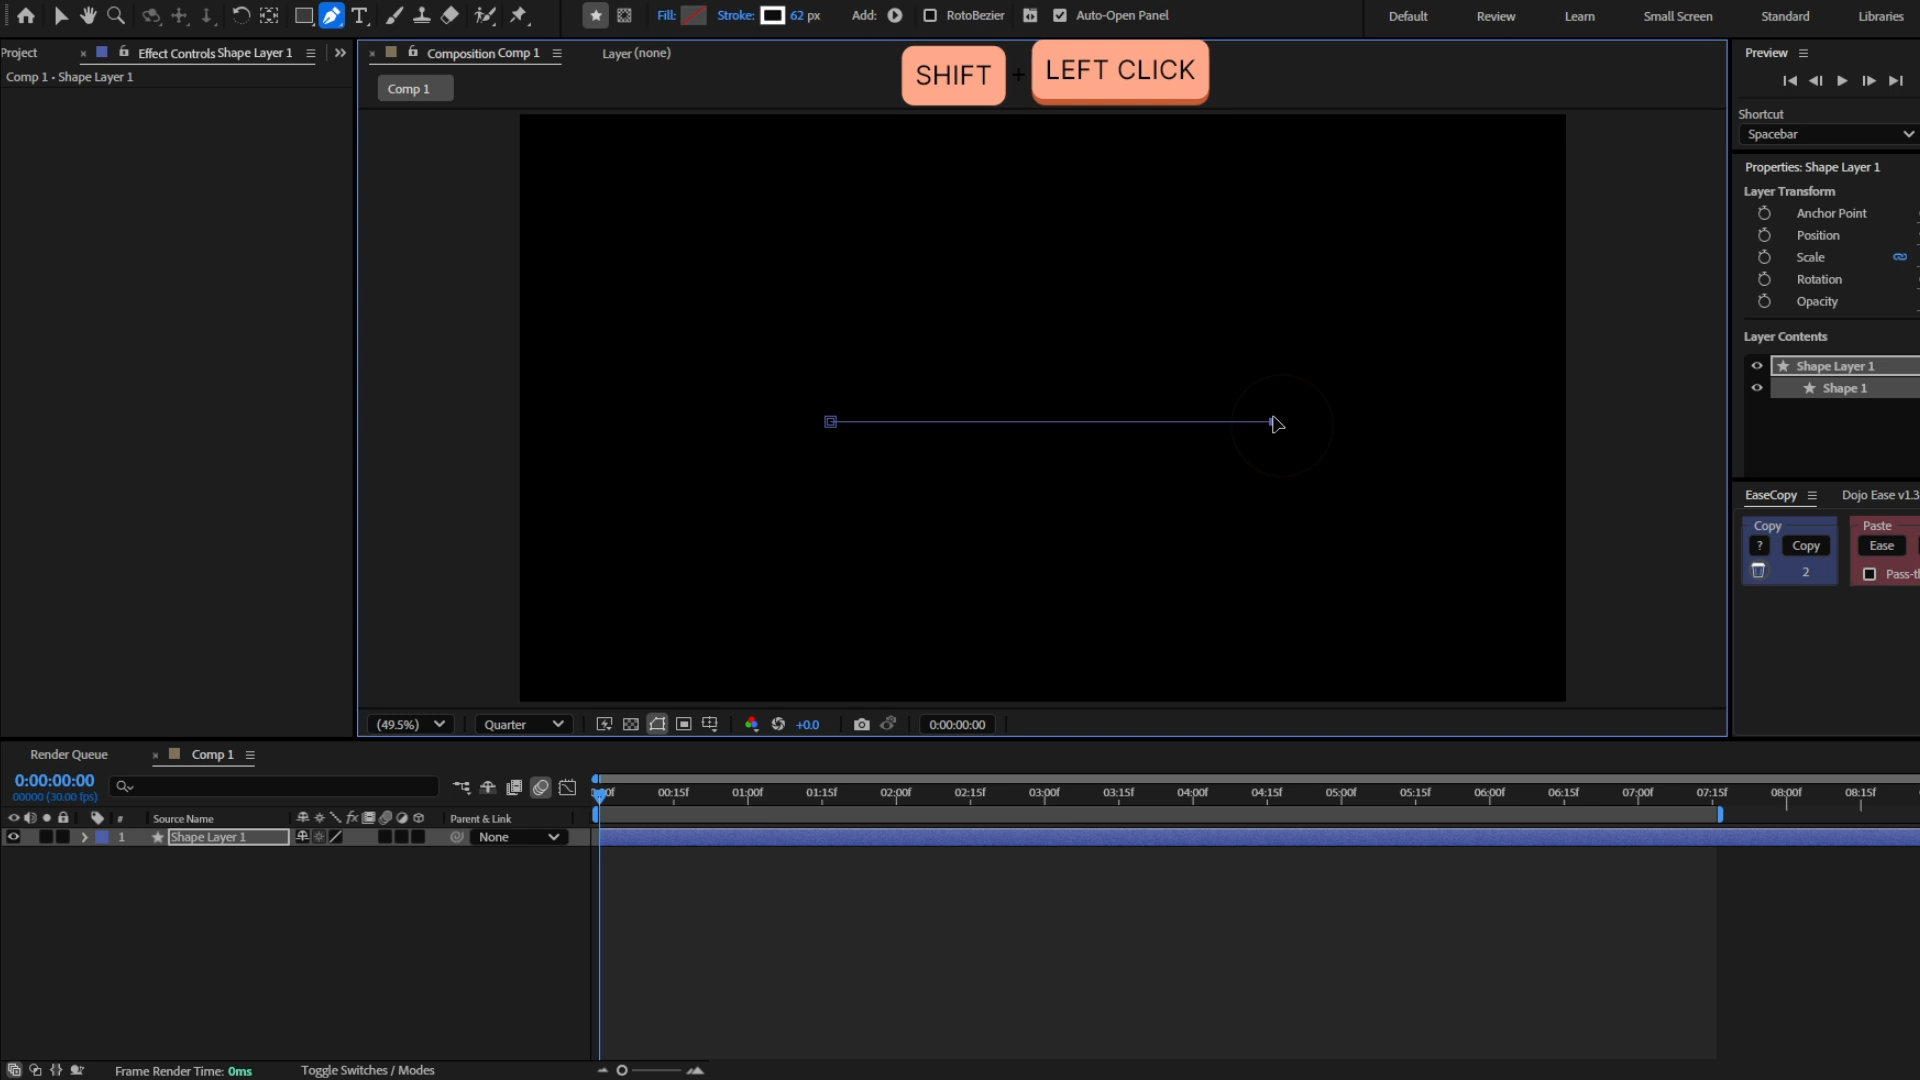 Fill: Stroke: 62 px Add: RotoBezier Auto-Open Panel Default Review Learn Small Screen Standard Libraries
Project Effect Controls Shape Layer 1 Composition Comp 1 Layer (none)
Comp 1 • Shape Layer 1
Comp 1
SHIFT + LEFT CLICK
Preview
Shortcut
Spacebar
Properties: Shape Layer 1
Layer Transform
Anchor Point
Position
Scale
Rotation
Opacity
Layer Contents
Shape Layer 1
Shape 1
EaseCopy Dojo Ease v1.3
Copy Paste
? Copy Ease
2 Pass-t
(49.5%) Quarter +0.0 0:00:00:00
Render Queue Comp 1
0:00:00:00
00000 (30.00 fps)
00:15f 01:00f 01:15f 02:00f 02:15f 03:00f 03:15f 04:00f 04:15f 05:00f 05:15f 06:00f 06:15f 07:00f 07:15f 08:00f 08:15f
# Source Name fx Parent & Link
1 Shape Layer 1 None
Frame Render Time: 0ms Toggle Switches / Modes